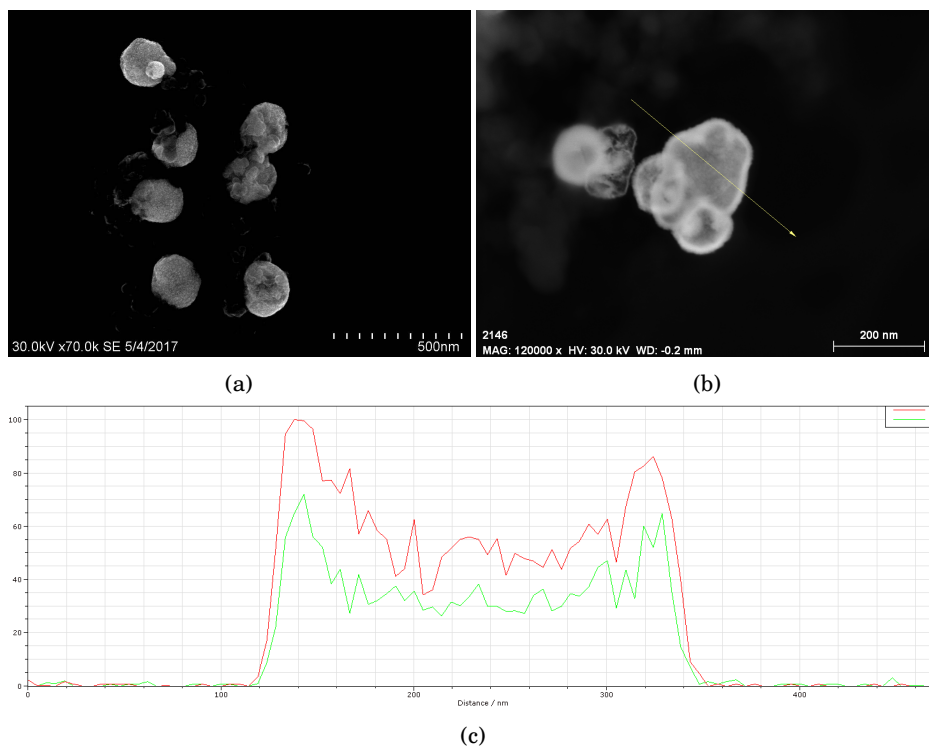 30.0kV x70.0k SE 5/4/2017
500nm
2146
MAG: 120000 x HV: 30.0 kV WD: -0.2 mm
200 nm
(a)
(b)
100
80
60
40
20
0
0
100
200
300
400
Distance / nm
(c)